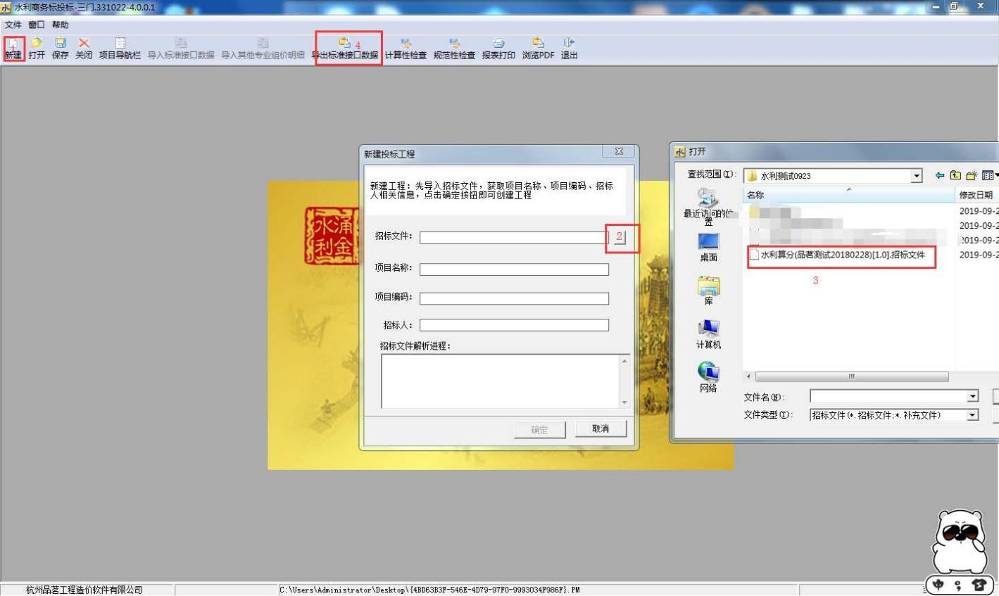 水利商务标投标-三门.331022-4.0.0.1
文件 窗口 帮助
1 4
新建 打开 保存 关闭 项目导航栏 导入标准接口数据 导入其他专业组价明细 导出标准接口数据 计算性检查 规范性检查 报表打印 浏览PDF 退出
新建投标工程
新建工程：先导入招标文件，获取项目名称、项目编码、招标
人相关信息，点击确定按钮即可创建工程
招标文件：
2
项目名称：
项目编码：
招标人：
招标文件解析进程：
确定 取消
水利
涌金
打开
查找范围(I)： 水利测试0923
名称 修改日期
最近访问的位
置
桌面
库
计算机
网络
2019-09-2
2019-09-2
2019-09-2
水利算分(品茗测试20180228)[1.0].招标文件 2019-09-2
3
文件名(N)：
文件类型(T)： 招标文件(*.招标文件;*.补充文件)
中 ；
杭州品茗工程造价软件有限公司 C:\Users\Administrator\Desktop\{4BD63B3F-546E-4D79-97F0-9993034F986F}.PM